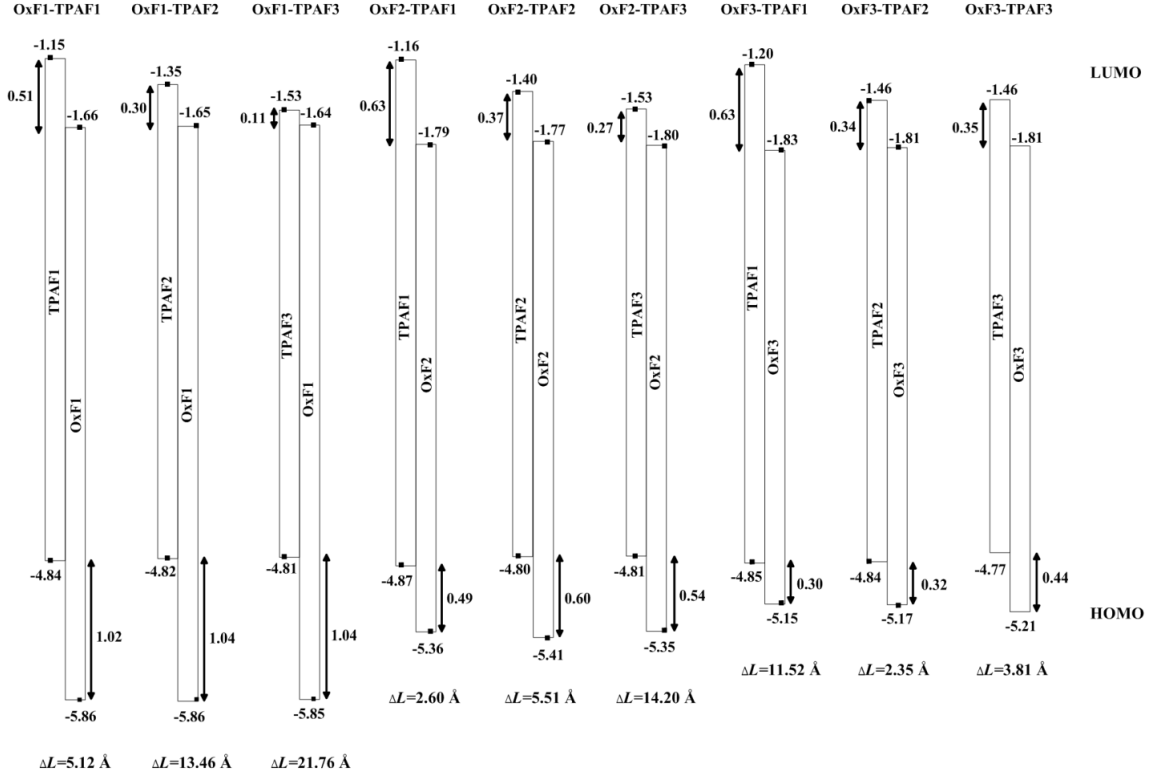 OxF1-TPAF1 OxF1-TPAF2 OxF1-TPAF3 OxF2-TPAF1 OxF2-TPAF2 OxF2-TPAF3 OxF3-TPAF1 OxF3-TPAF2 OxF3-TPAF3
LUMO
-1.15
0.51
-1.66
TPAF1
OxF1
-4.84
1.02
-5.86
ΔL=5.12 Å
-1.35
0.30
-1.65
TPAF2
OxF1
-4.82
1.04
-5.86
ΔL=13.46 Å
-1.53
0.11
-1.64
TPAF3
OxF1
-4.81
1.04
-5.85
ΔL=21.76 Å
-1.16
0.63
-1.79
TPAF1
OxF2
-4.87
0.49
-5.36
ΔL=2.60 Å
-1.40
0.37
-1.77
TPAF2
OxF2
-4.80
0.60
-5.41
ΔL=5.51 Å
-1.53
0.27
-1.80
TPAF3
OxF2
-4.81
0.54
-5.35
ΔL=14.20 Å
-1.20
0.63
-1.83
TPAF1
OxF3
-4.85
0.30
-5.15
ΔL=11.52 Å
-1.46
0.34
-1.81
TPAF2
OxF3
-4.84
0.32
-5.17
ΔL=2.35 Å
-1.46
0.35
-1.81
TPAF3
OxF3
-4.77
0.44
-5.21
ΔL=3.81 Å
HOMO